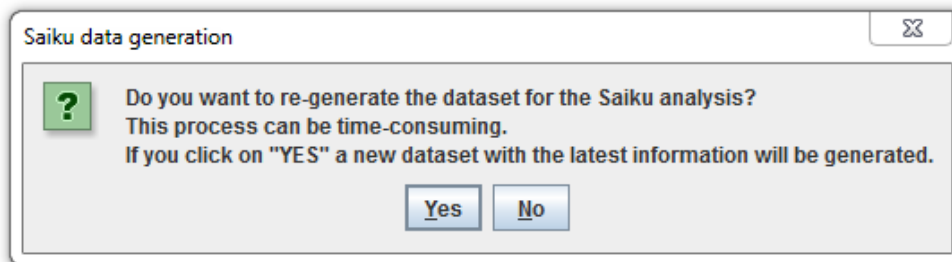 Saiku data generation
Do you want to re-generate the dataset for the Saiku analysis?
This process can be time-consuming.
If you click on "YES" a new dataset with the latest information will be generated.
Yes No